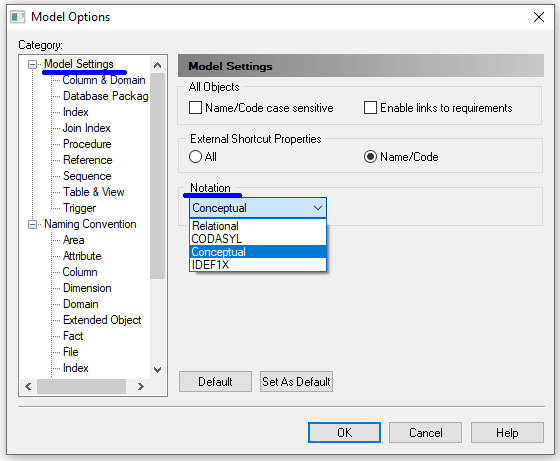 Model Options
Category:
Model Settings
Column & Domain
Database Packag
Index
Join Index
Procedure
Reference
Sequence
Table & View
Trigger
Naming Convention
Area
Attribute
Column
Dimension
Domain
Extended Object
Fact
File
Index
Model Settings
All Objects
Name/Code case sensitive
Enable links to requirements
External Shortcut Properties
All
Name/Code
Notation
Conceptual
Relational
CODASYL
Conceptual
IDEF1X
Default
Set As Default
OK
Cancel
Help